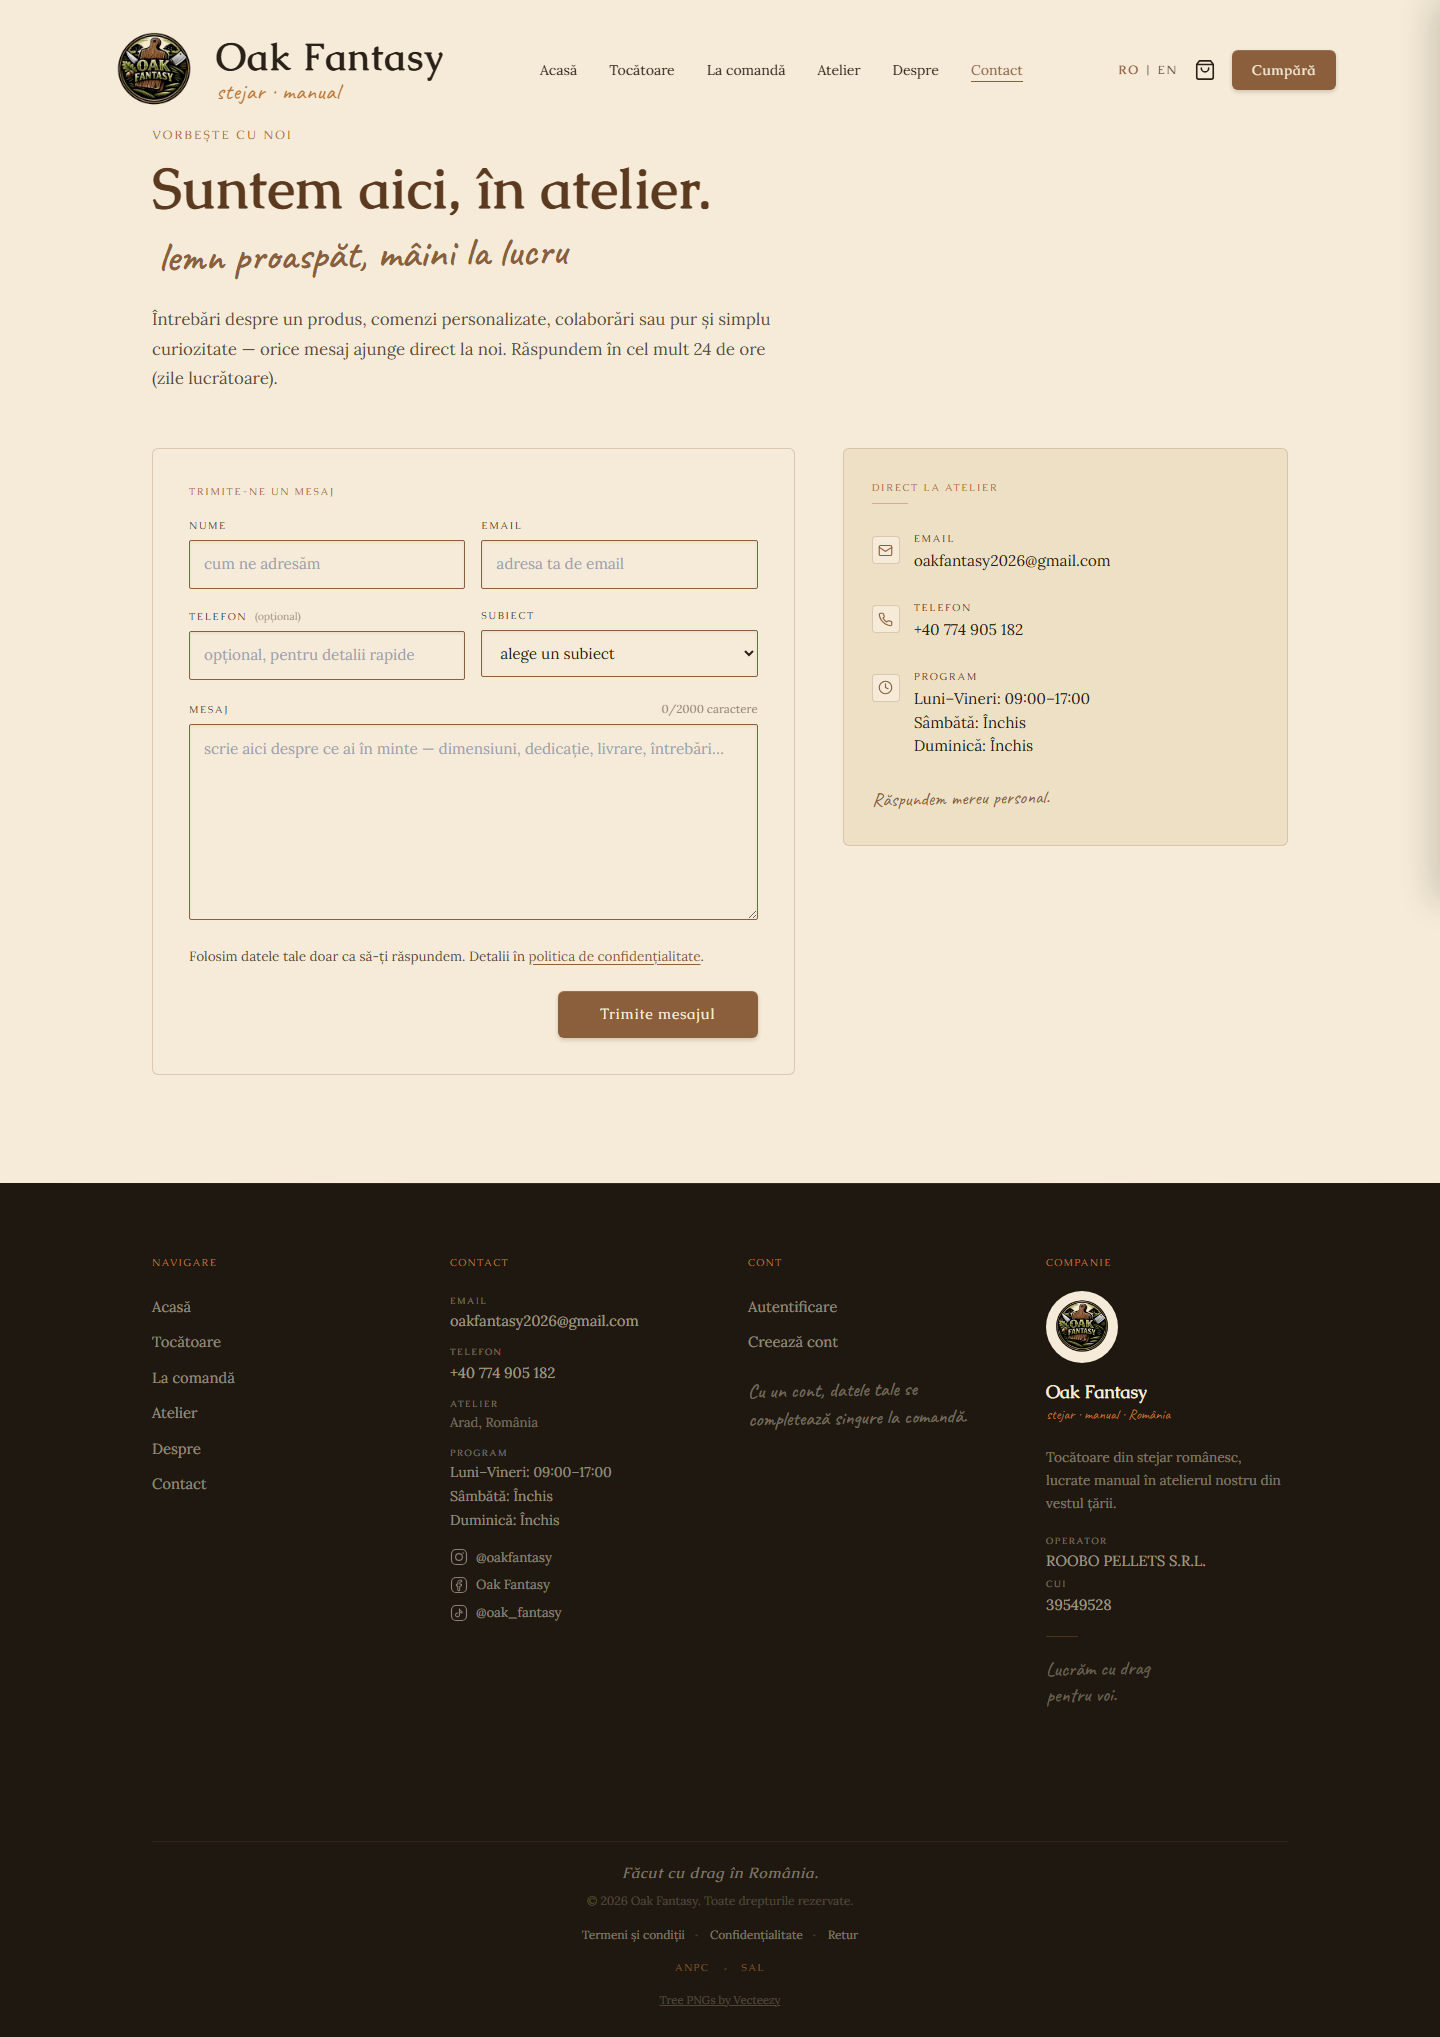 OAK
FANTASY
Oak Fantasy
stejar · manual
Acasă
Tocătoare
La comandă
Atelier
Despre
Contact
RO | EN
Cumpără
VORBEȘTE CU NOI
Suntem aici, în atelier.
lemn proaspăt, mâini la lucru
Întrebări despre un produs, comenzi personalizate, colaborări sau pur și simplu
curiozitate — orice mesaj ajunge direct la noi. Răspundem în cel mult 24 de ore
(zile lucrătoare).
TRIMITE-NE UN MESAJ
NUME
cum ne adresăm
EMAIL
adresa ta de email
TELEFON (opțional)
opțional, pentru detalii rapide
SUBIECT
alege un subiect
MESAJ
0/2000 caractere
scrie aici despre ce ai în minte — dimensiuni, dedicație, livrare, întrebări...
Folosim datele tale doar ca să-ți răspundem. Detalii în politica de confidențialitate.
Trimite mesajul
DIRECT LA ATELIER
EMAIL
oakfantasy2026@gmail.com
TELEFON
+40 774 905 182
PROGRAM
Luni–Vineri: 09:00–17:00
Sâmbătă: Închis
Duminică: Închis
Răspundem mereu personal.
NAVIGARE
Acasă
Tocătoare
La comandă
Atelier
Despre
Contact
CONTACT
EMAIL
oakfantasy2026@gmail.com
TELEFON
+40 774 905 182
ATELIER
Arad, România
PROGRAM
Luni–Vineri: 09:00–17:00
Sâmbătă: Închis
Duminică: Închis
@oakfantasy
Oak Fantasy
@oak_fantasy
CONT
Autentificare
Creează cont
Cu un cont, datele tale se
completează singure la comandă.
COMPANIE
OAK
FANTASY
Oak Fantasy
stejar · manual · România
Tocătoare din stejar românesc,
lucrate manual în atelierul nostru din
vestul țării.
OPERATOR
ROOBO PELLETS S.R.L.
CUI
39549528
Lucrăm cu drag
pentru voi.
Făcut cu drag în România.
© 2026 Oak Fantasy. Toate drepturile rezervate.
Termeni și condiții · Confidențialitate · Retur
ANPC · SAL
Tree PNGs by Vecteezy